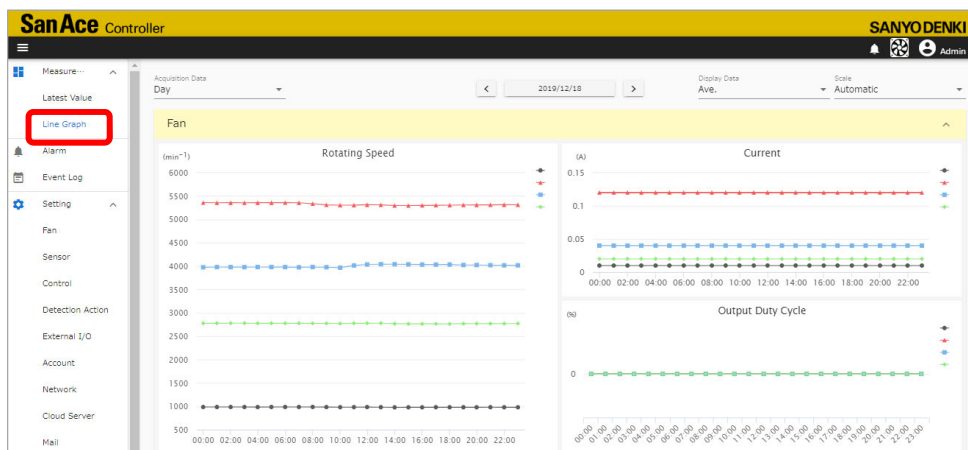 San Ace Controller
SANYO DENKI
Admin
Measure…
Latest Value
Line Graph
Alarm
Event Log
Setting
Fan
Sensor
Control
Detection Action
External I/O
Account
Network
Cloud Server
Mail
Acquisition Data
Day
<
2019/12/18
>
Display Data
Ave.
Scale
Automatic
Fan
Rotating Speed
(min⁻¹)
6000
5500
5000
4500
4000
3500
3000
2500
2000
1500
1000
500
00:00 02:00 04:00 06:00 08:00 10:00 12:00 14:00 16:00 18:00 20:00 22:00
Current
(A)
0.15
0.1
0.05
0
00:00 02:00 04:00 06:00 08:00 10:00 12:00 14:00 16:00 18:00 20:00 22:00
Output Duty Cycle
(%)
0
00:00 01:00 02:00 03:00 04:00 05:00 06:00 07:00 08:00 09:00 10:00 11:00 12:00 13:00 14:00 15:00 16:00 17:00 18:00 19:00 20:00 21:00 22:00 23:00